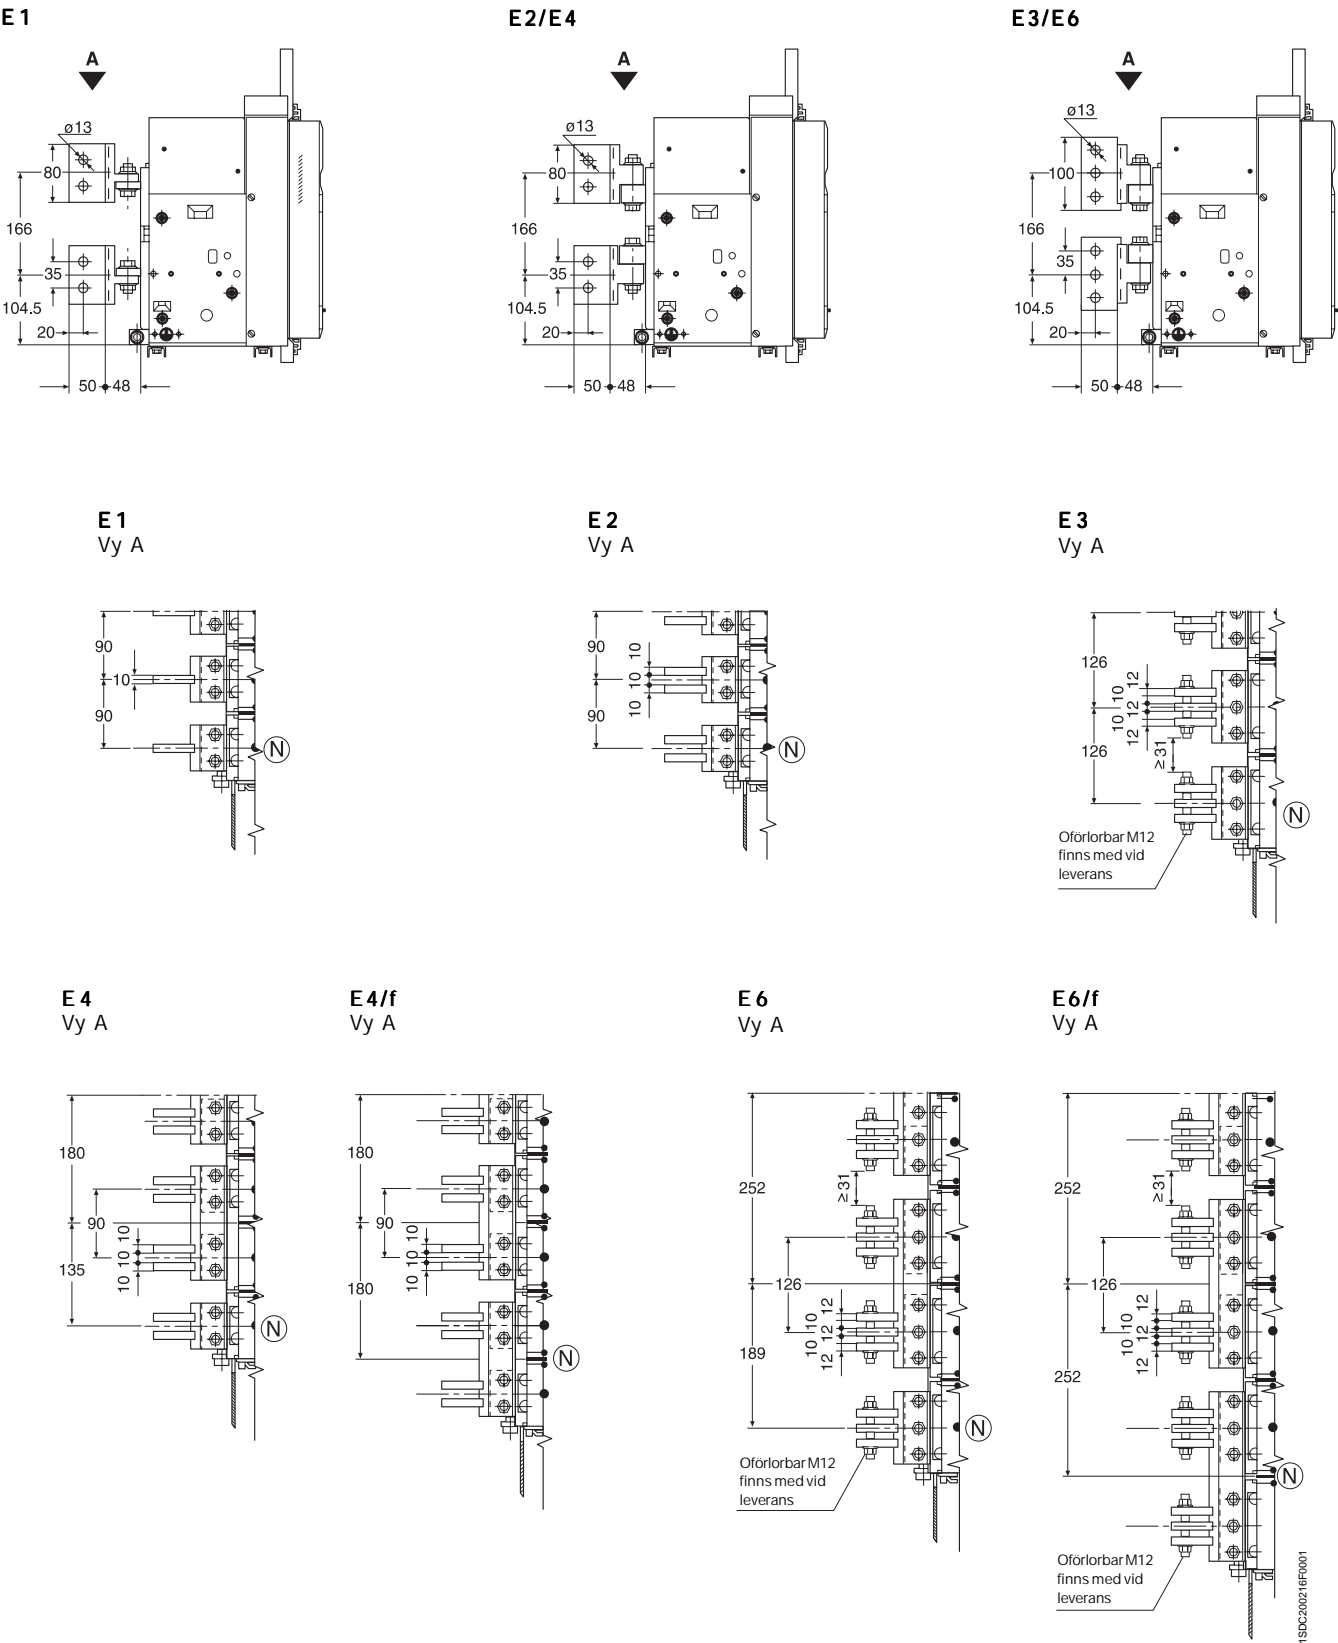 E1
E2/E4
E3/E6
A
A
A
ø13
80
166
35
104.5
20
50
48
ø13
80
166
35
104.5
20
50
48
ø13
100
166
35
104.5
20
50
48
E1
Vy A
E2
Vy A
E3
Vy A
90
10
90
N
90
10
10
10
90
N
126
12
10
12
10
12
126
≥31
N
Oförlorbar M12
finns med vid
leverans
E4
Vy A
E4/f
Vy A
E6
Vy A
E6/f
Vy A
180
90
10
10
10
135
N
180
90
10
10
10
180
N
252
≥31
126
12
10
12
10
12
189
N
Oförlorbar M12
finns med vid
leverans
252
≥31
126
12
10
12
10
12
252
N
Oförlorbar M12
finns med vid
leverans
1SDC200216F0001